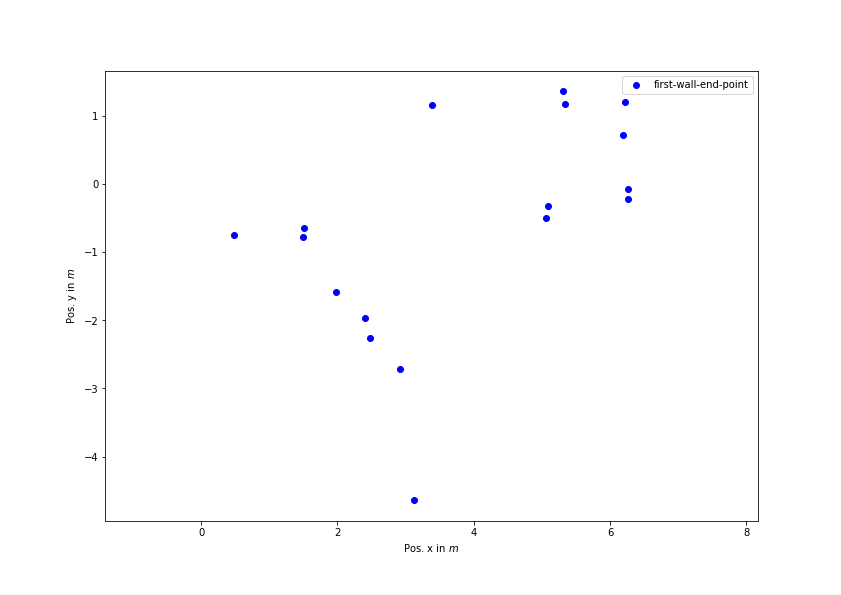 first-wall-end-point
1
0
−1
−2
−3
−4
Pos. y in m
0 2 4 6 8
Pos. x in m